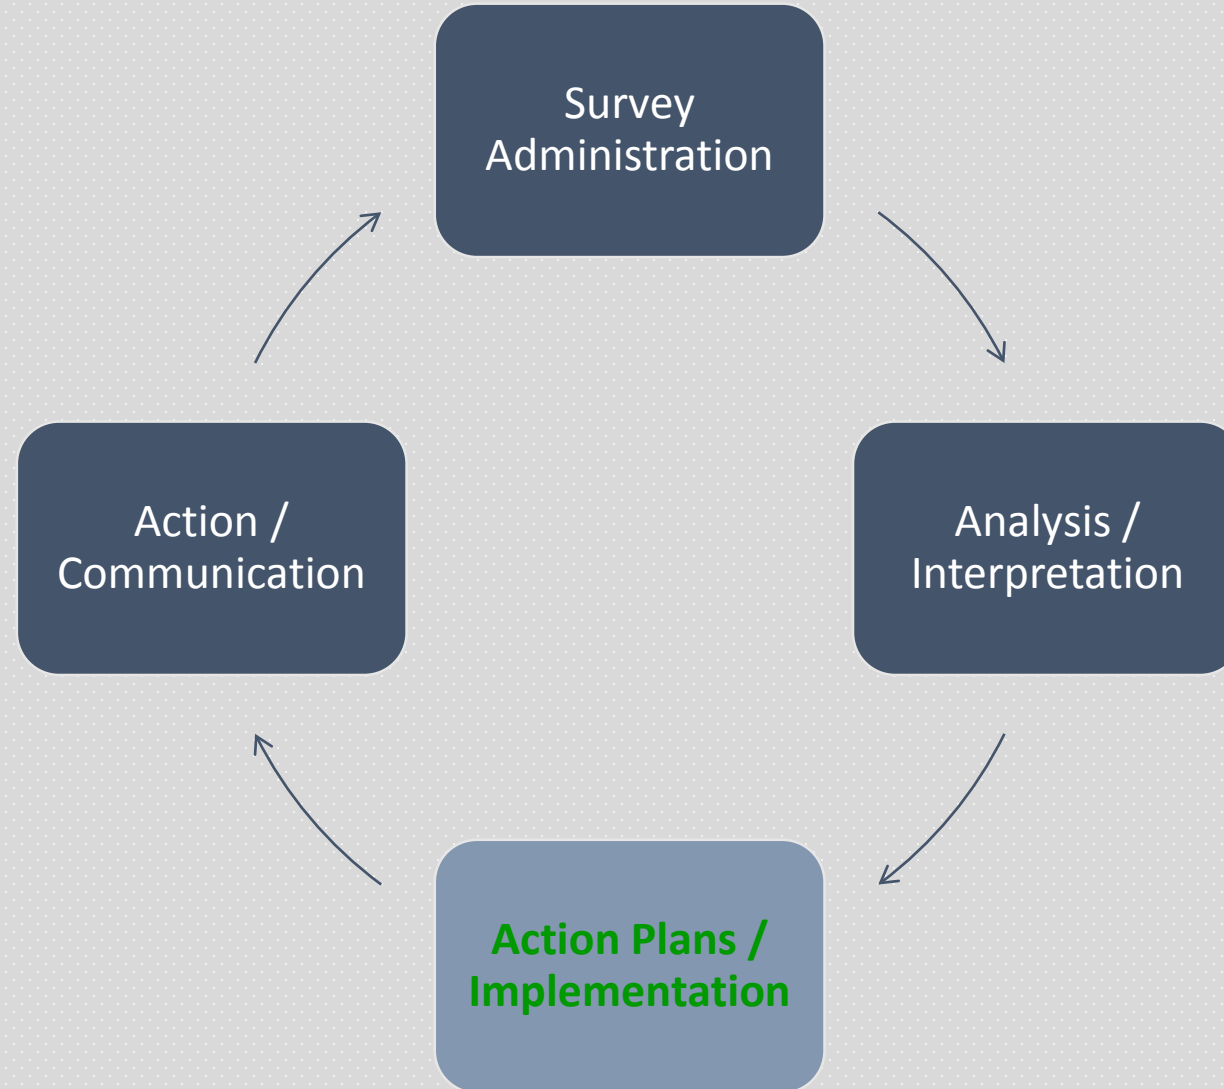 Survey
Administration
Action /
Communication
Analysis /
Interpretation
Action Plans /
Implementation